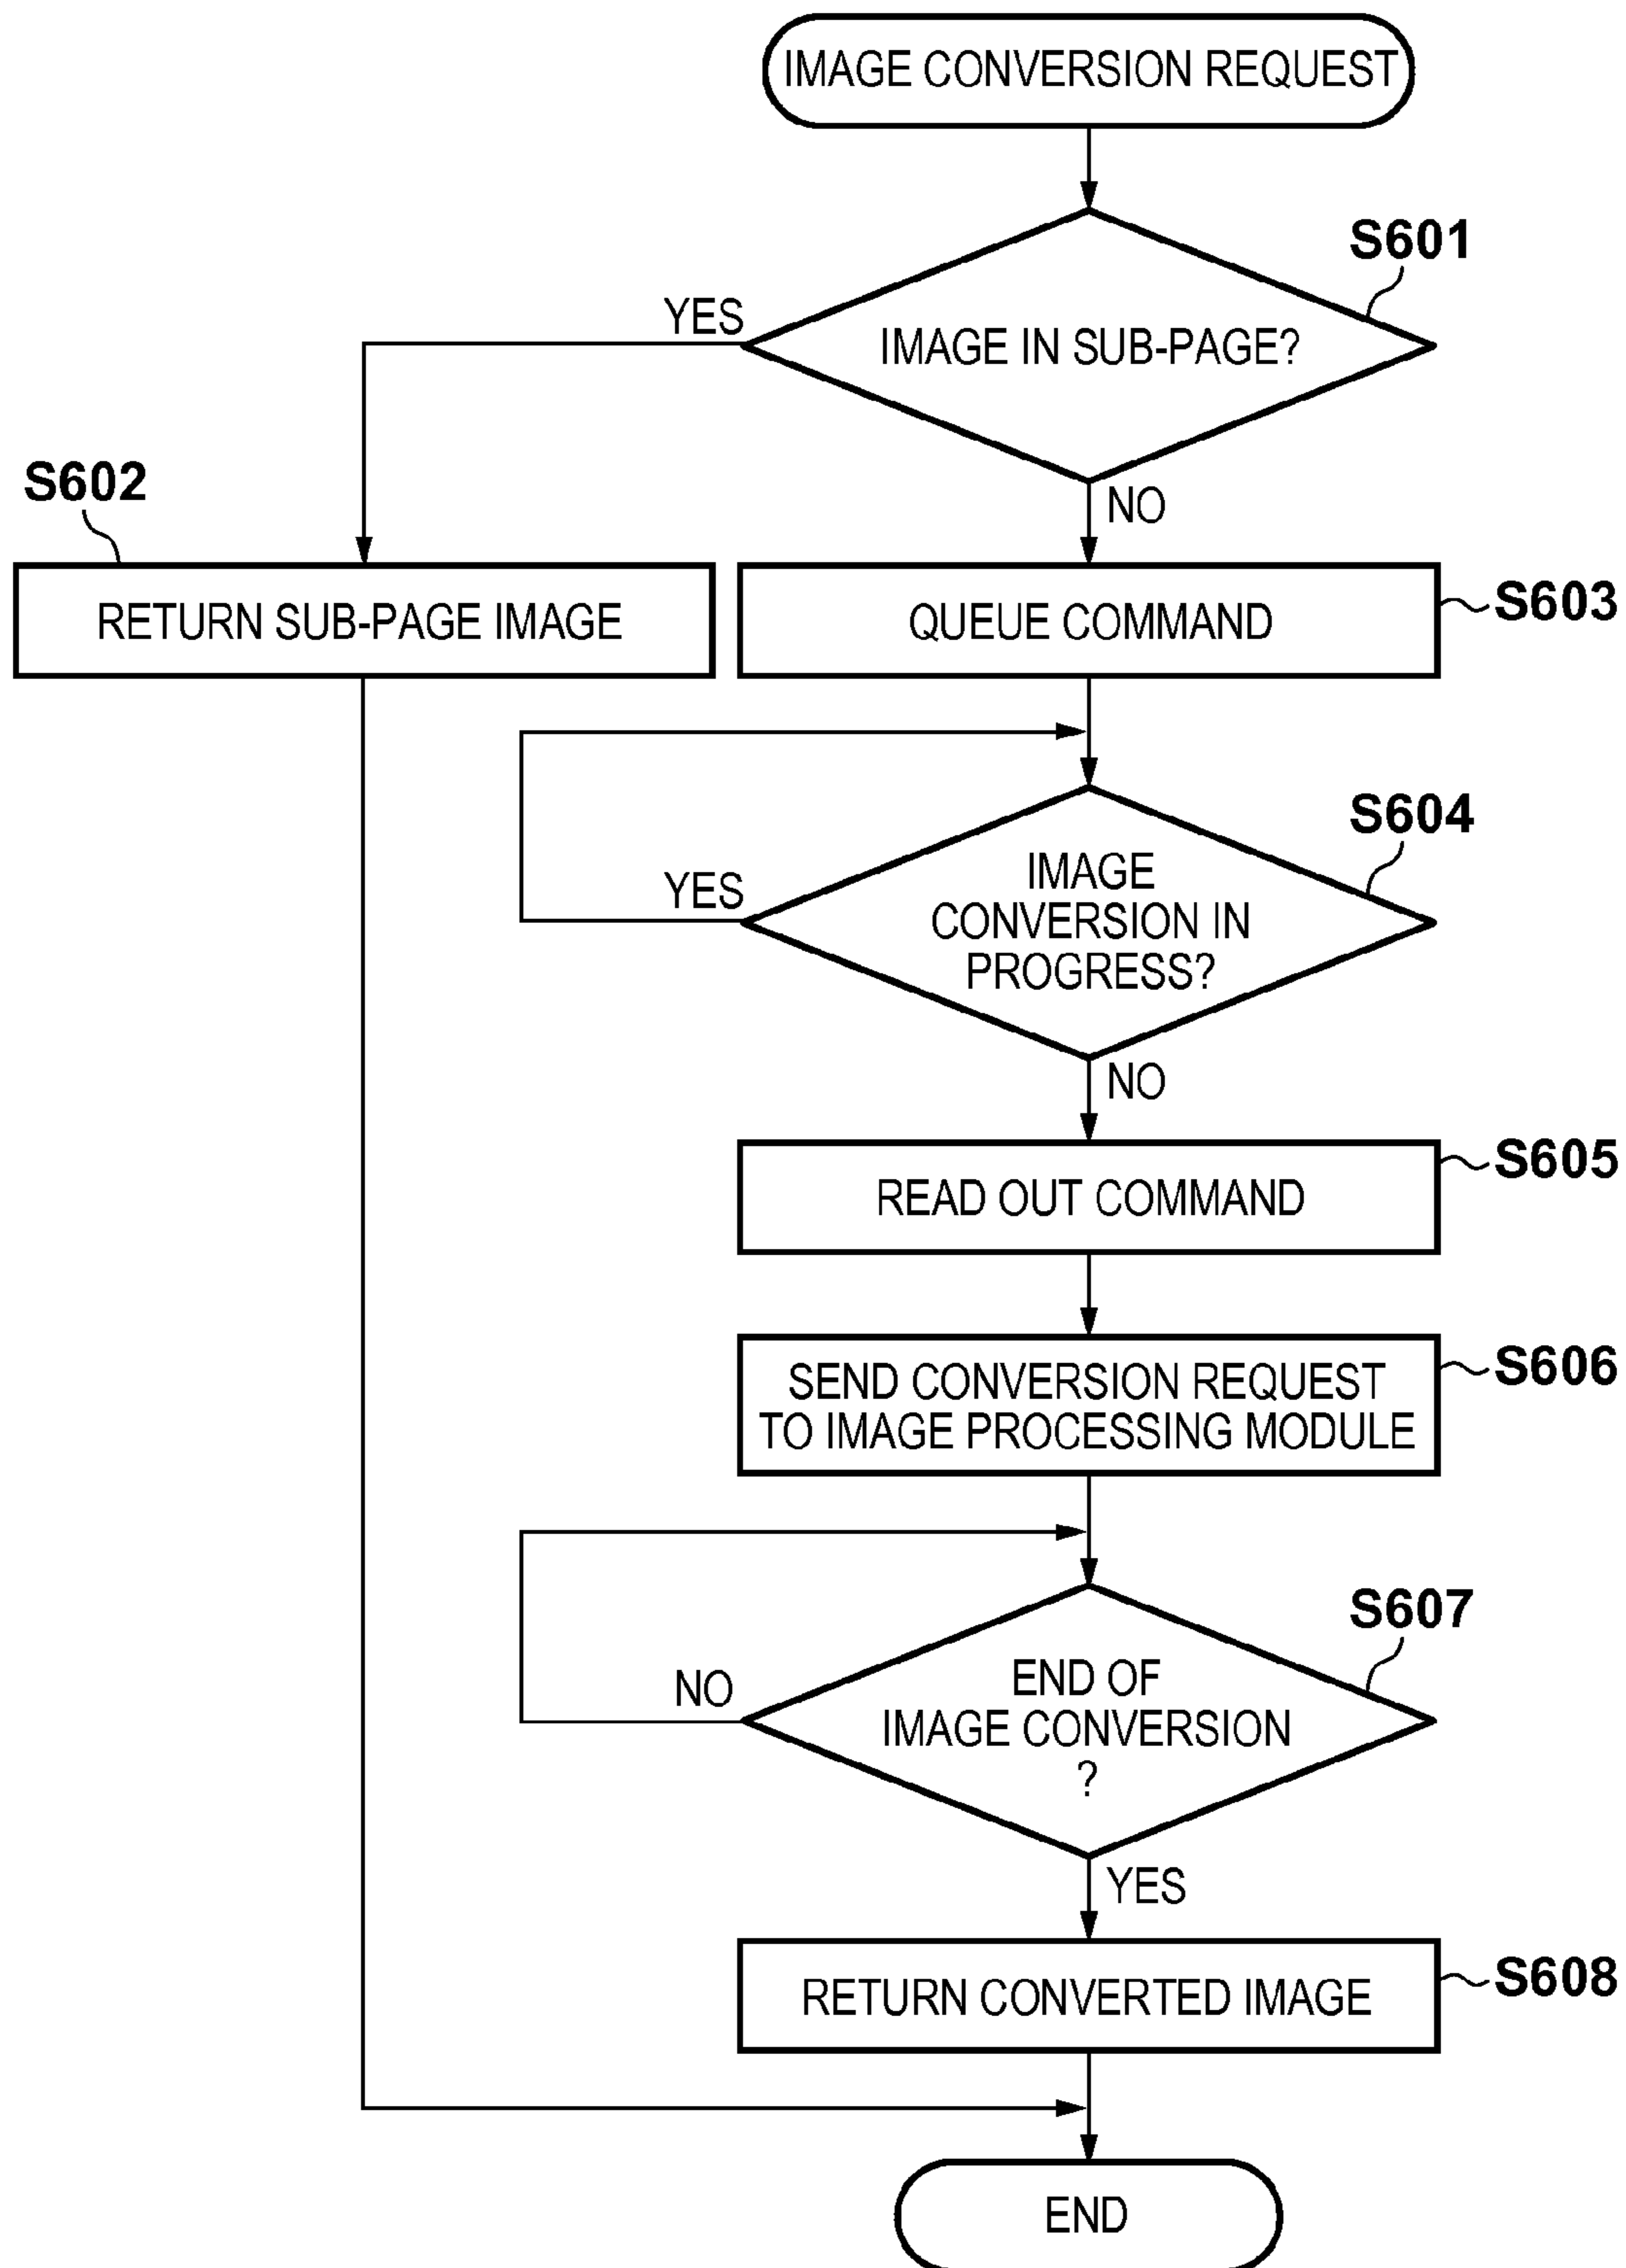 IMAGE CONVERSION REQUEST
S601
YES
IMAGE IN SUB-PAGE?
S602
NO
RETURN SUB-PAGE IMAGE
QUEUE COMMAND
S603
S604
YES
IMAGE
CONVERSION IN
PROGRESS?
NO
READ OUT COMMAND
S605
SEND CONVERSION REQUEST
TO IMAGE PROCESSING MODULE
S606
S607
NO
END OF
IMAGE CONVERSION
?
YES
RETURN CONVERTED IMAGE
S608
END